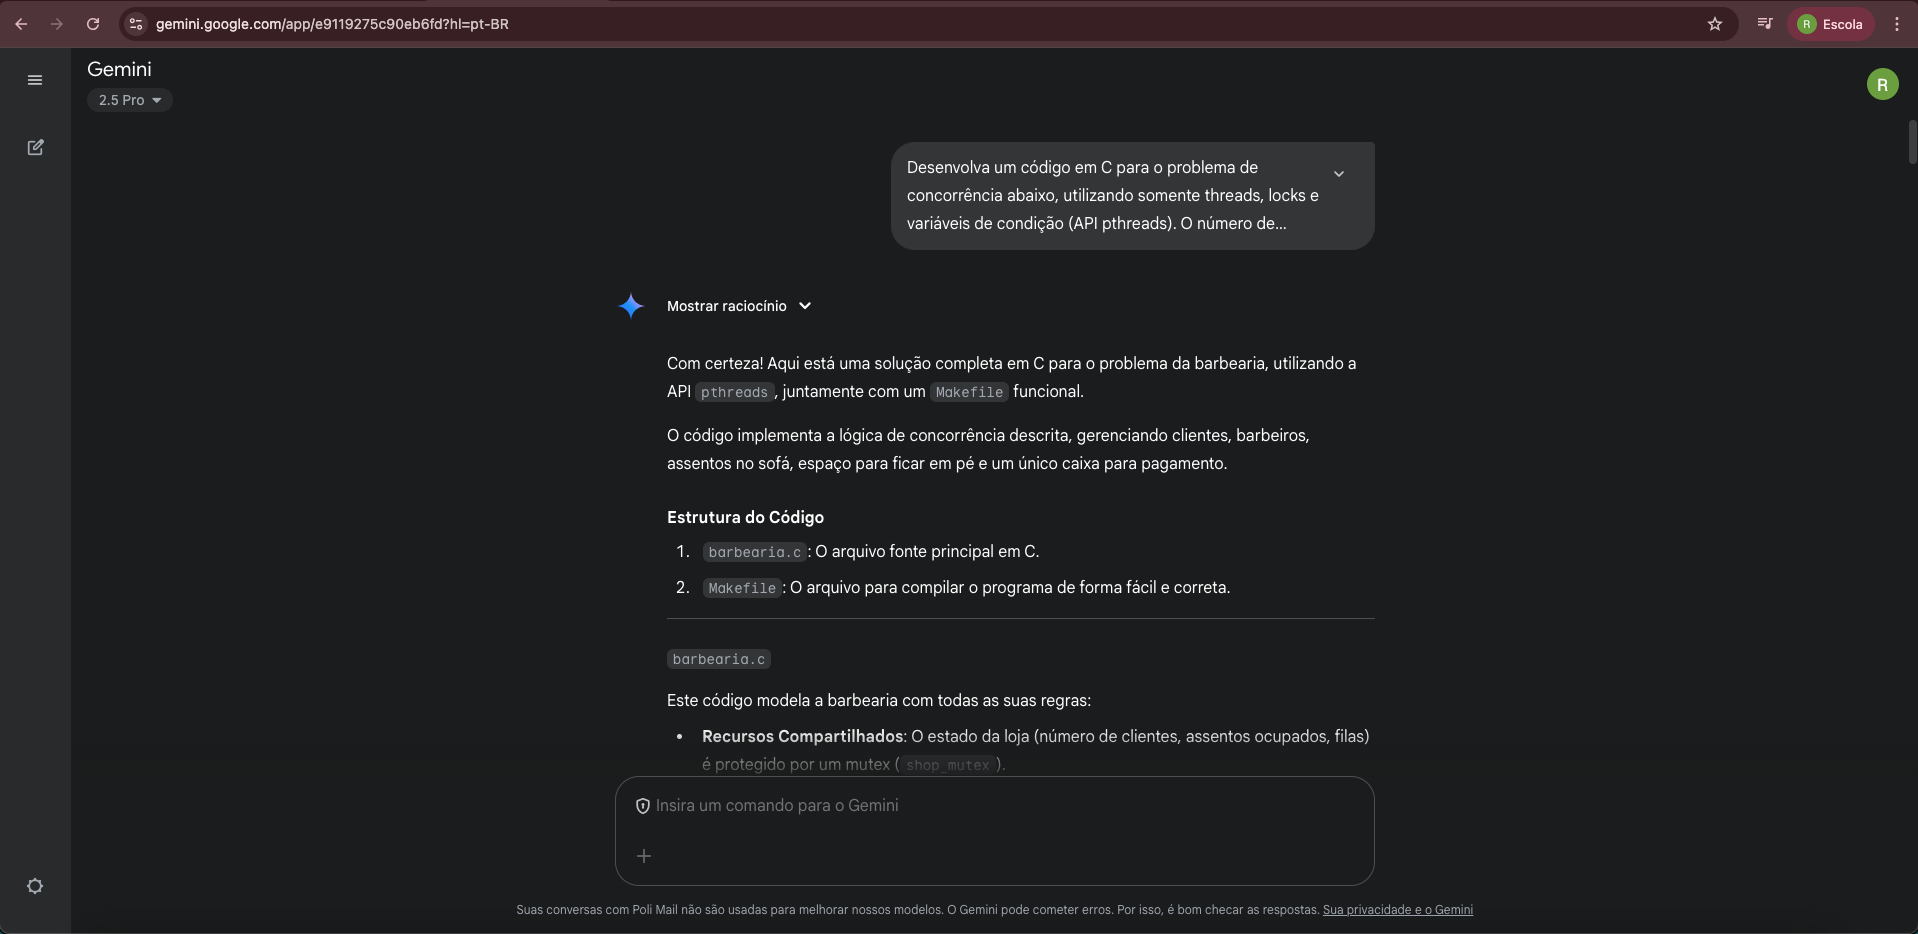 gemini.google.com/app/e9119275c90eb6fd?hl=pt-BR
R Escola
Gemini
2.5 Pro
R
Desenvolva um código em C para o problema de
concorrência abaixo, utilizando somente threads, locks e
variáveis de condição (API pthreads). O número de...
Mostrar raciocínio
Com certeza! Aqui está uma solução completa em C para o problema da barbearia, utilizando a
API pthreads, juntamente com um Makefile funcional.
O código implementa a lógica de concorrência descrita, gerenciando clientes, barbeiros,
assentos no sofá, espaço para ficar em pé e um único caixa para pagamento.
Estrutura do Código
1. barbearia.c: O arquivo fonte principal em C.
2. Makefile: O arquivo para compilar o programa de forma fácil e correta.
barbearia.c
Este código modela a barbearia com todas as suas regras:
• Recursos Compartilhados: O estado da loja (número de clientes, assentos ocupados, filas)
é protegido por um mutex (shop_mutex).
Insira um comando para o Gemini
Suas conversas com Poli Mail não são usadas para melhorar nossos modelos. O Gemini pode cometer erros. Por isso, é bom checar as respostas. Sua privacidade e o Gemini